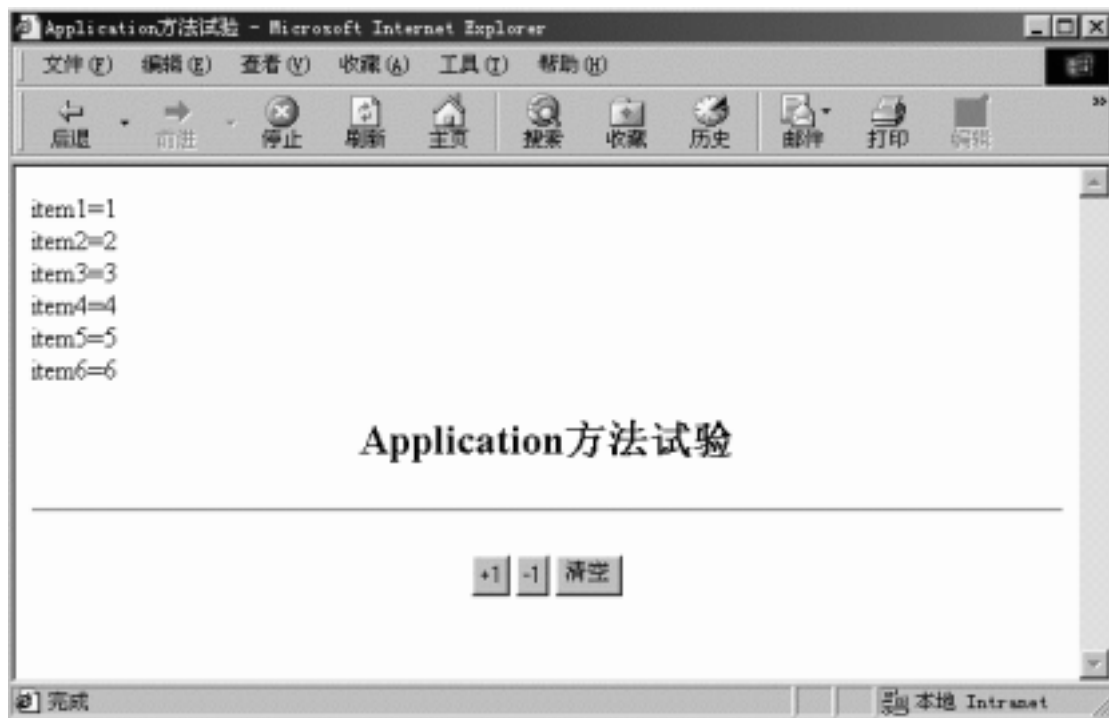 Application方法试验 - Microsoft Internet Explorer
文件(F) 编辑(E) 查看(V) 收藏(A) 工具(T) 帮助(H)
后退 前进 停止 刷新 主页 搜索 收藏 历史 邮件 打印 编辑 »
item1=1
item2=2
item3=3
item4=4
item5=5
item6=6
Application方法试验
+1 -1 清空
完成 本地 Intranet